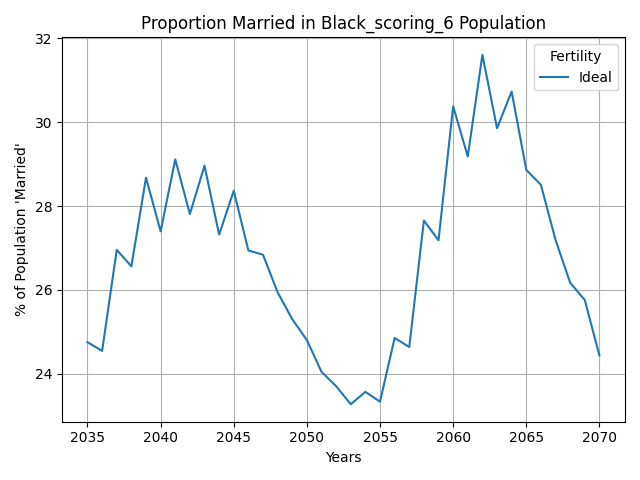 Proportion Married in Black_scoring_6 Population
% of Population 'Married'
32
30
28
26
24
Fertility
Ideal
2035 2040 2045 2050 2055 2060 2065 2070
Years